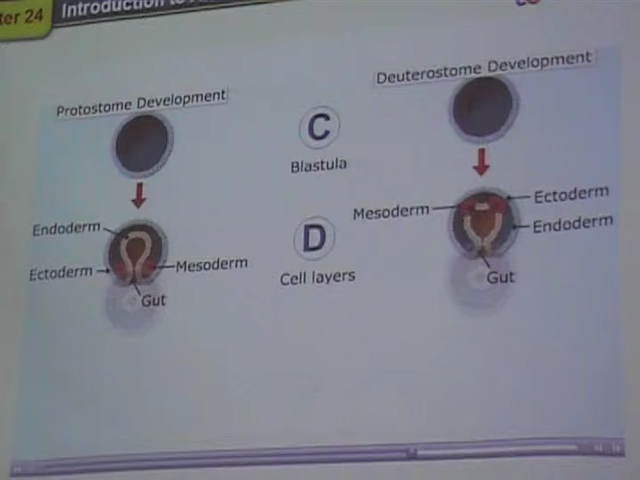 ter 24
Introduction to
Protostome Development
Deuterostome Development
C
Blastula
Endoderm
Ectoderm
Mesoderm
Gut
D
Cell layers
Mesoderm
Ectoderm
Endoderm
Gut